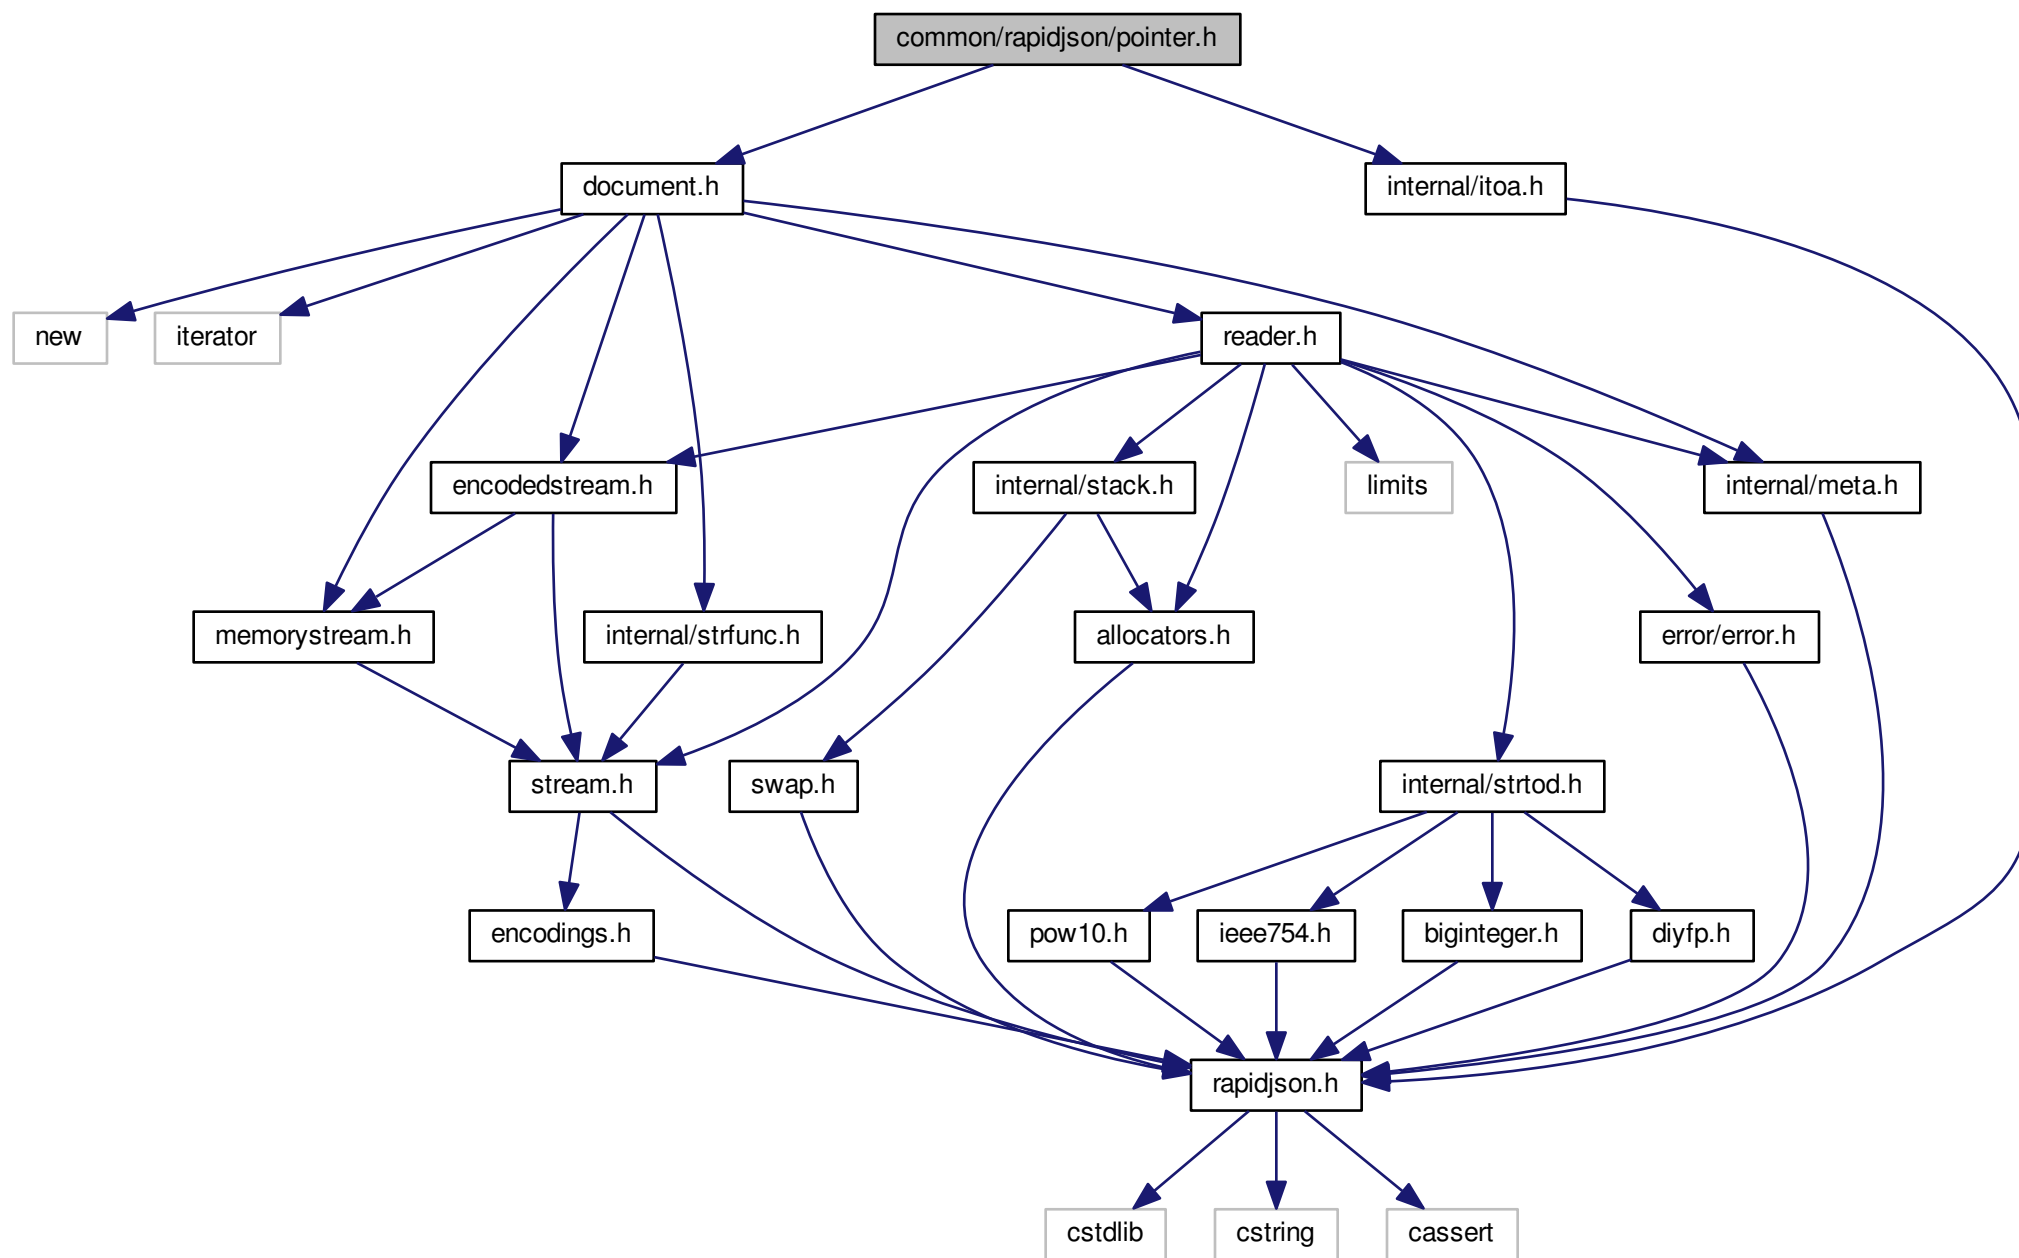 common/rapidjson/pointer.h
document.h
internal/itoa.h
new
iterator
reader.h
encodedstream.h
internal/stack.h
limits
internal/meta.h
memorystream.h
internal/strfunc.h
allocators.h
error/error.h
stream.h
swap.h
internal/strtod.h
encodings.h
pow10.h
ieee754.h
biginteger.h
diyfp.h
rapidjson.h
cstdlib
cstring
cassert